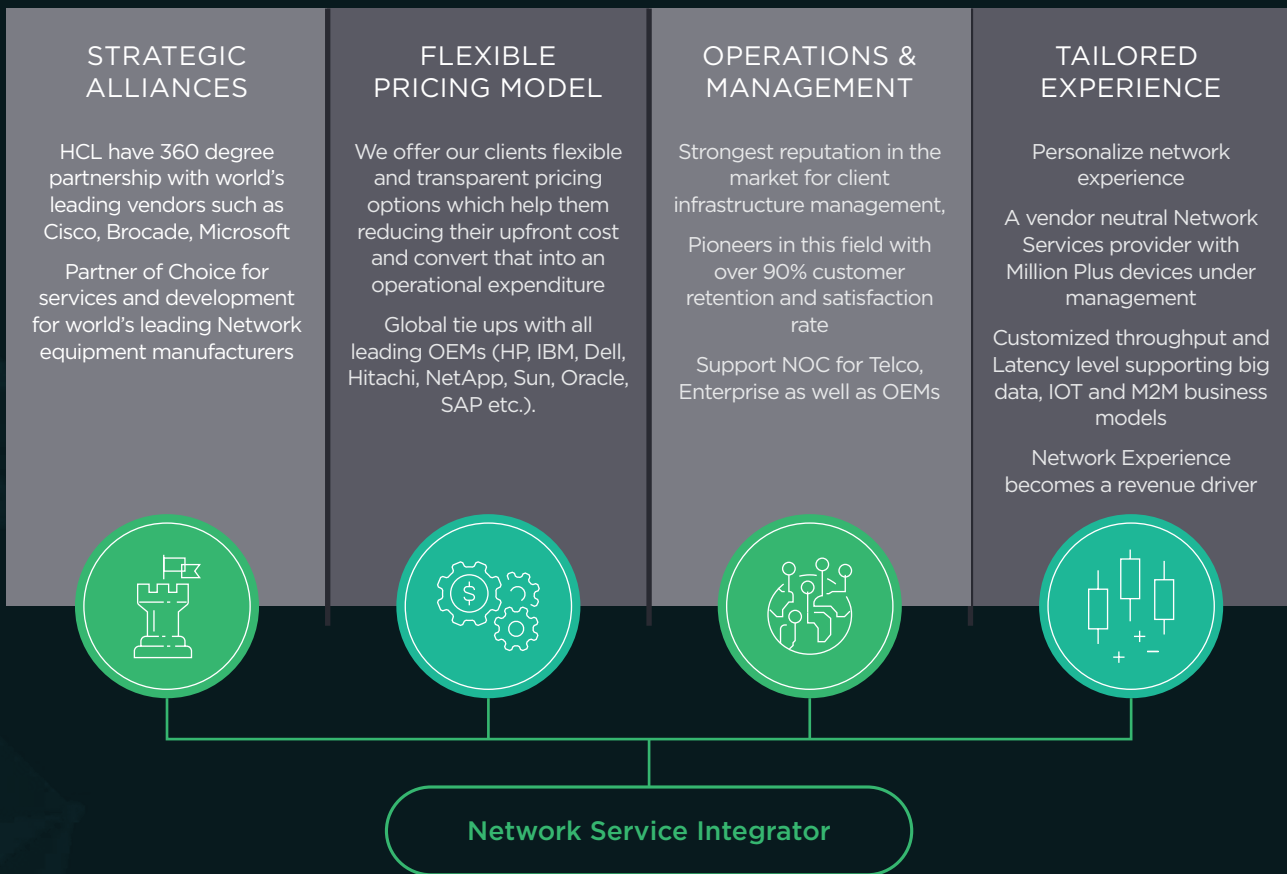 STRATEGIC
ALLIANCES
HCL have 360 degree
partnership with world's
leading vendors such as
Cisco, Brocade, Microsoft
Partner of Choice for
services and development
for world's leading Network
equipment manufacturers
FLEXIBLE
PRICING MODEL
We offer our clients flexible
and transparent pricing
options which help them
reducing their upfront cost
and convert that into an
operational expenditure
Global tie ups with all
leading OEMs (HP, IBM, Dell,
Hitachi, NetApp, Sun, Oracle,
SAP etc.).
OPERATIONS &
MANAGEMENT
Strongest reputation in the
market for client
infrastructure management,
Pioneers in this field with
over 90% customer
retention and satisfaction
rate
Support NOC for Telco,
Enterprise as well as OEMs
TAILORED
EXPERIENCE
Personalize network
experience
A vendor neutral Network
Services provider with
Million Plus devices under
management
Customized throughput and
Latency level supporting big
data, IOT and M2M business
models
Network Experience
becomes a revenue driver
$
Network Service Integrator